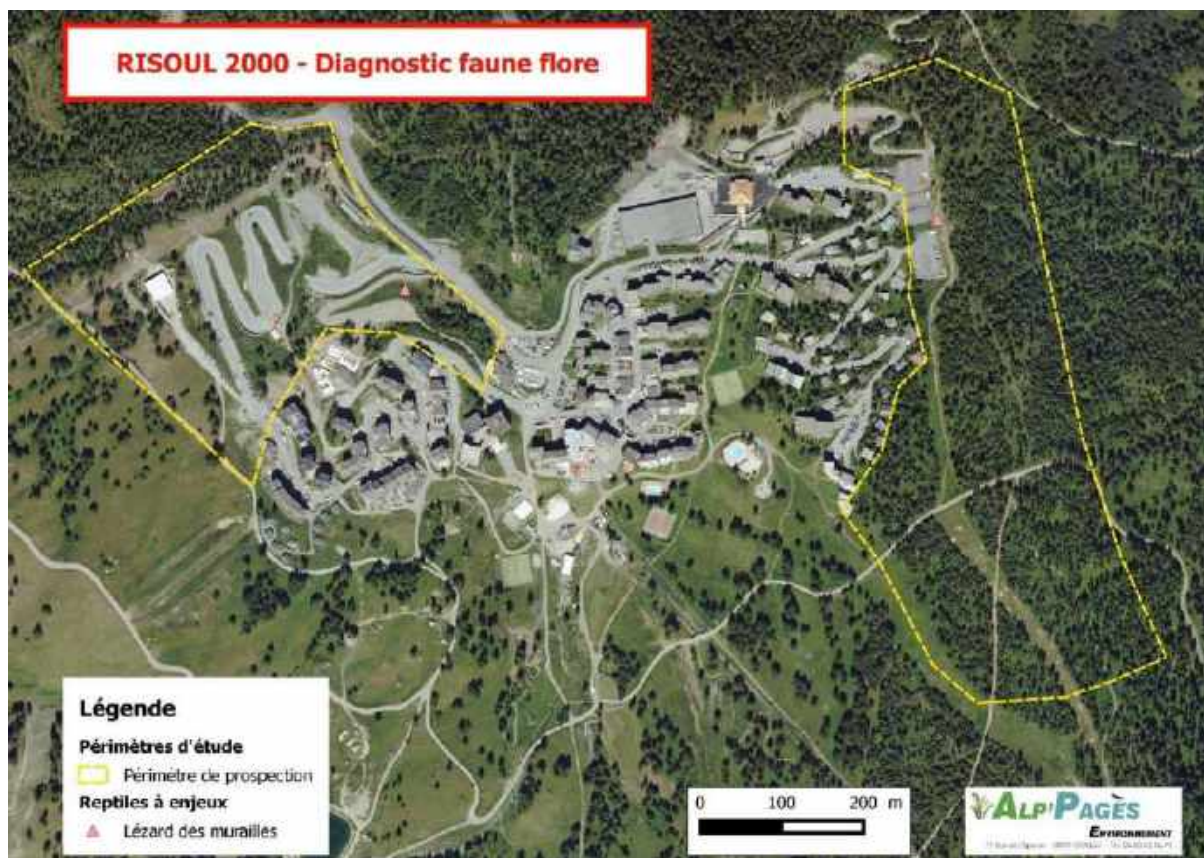 RISOUL 2000 - Diagnostic faune flore
Légende
Périmètres d'étude
Périmètre de prospection
Reptiles à enjeux
Lézard des murailles
0 100 200 m
ALP'PAGÈS
ENVIRONNEMENT